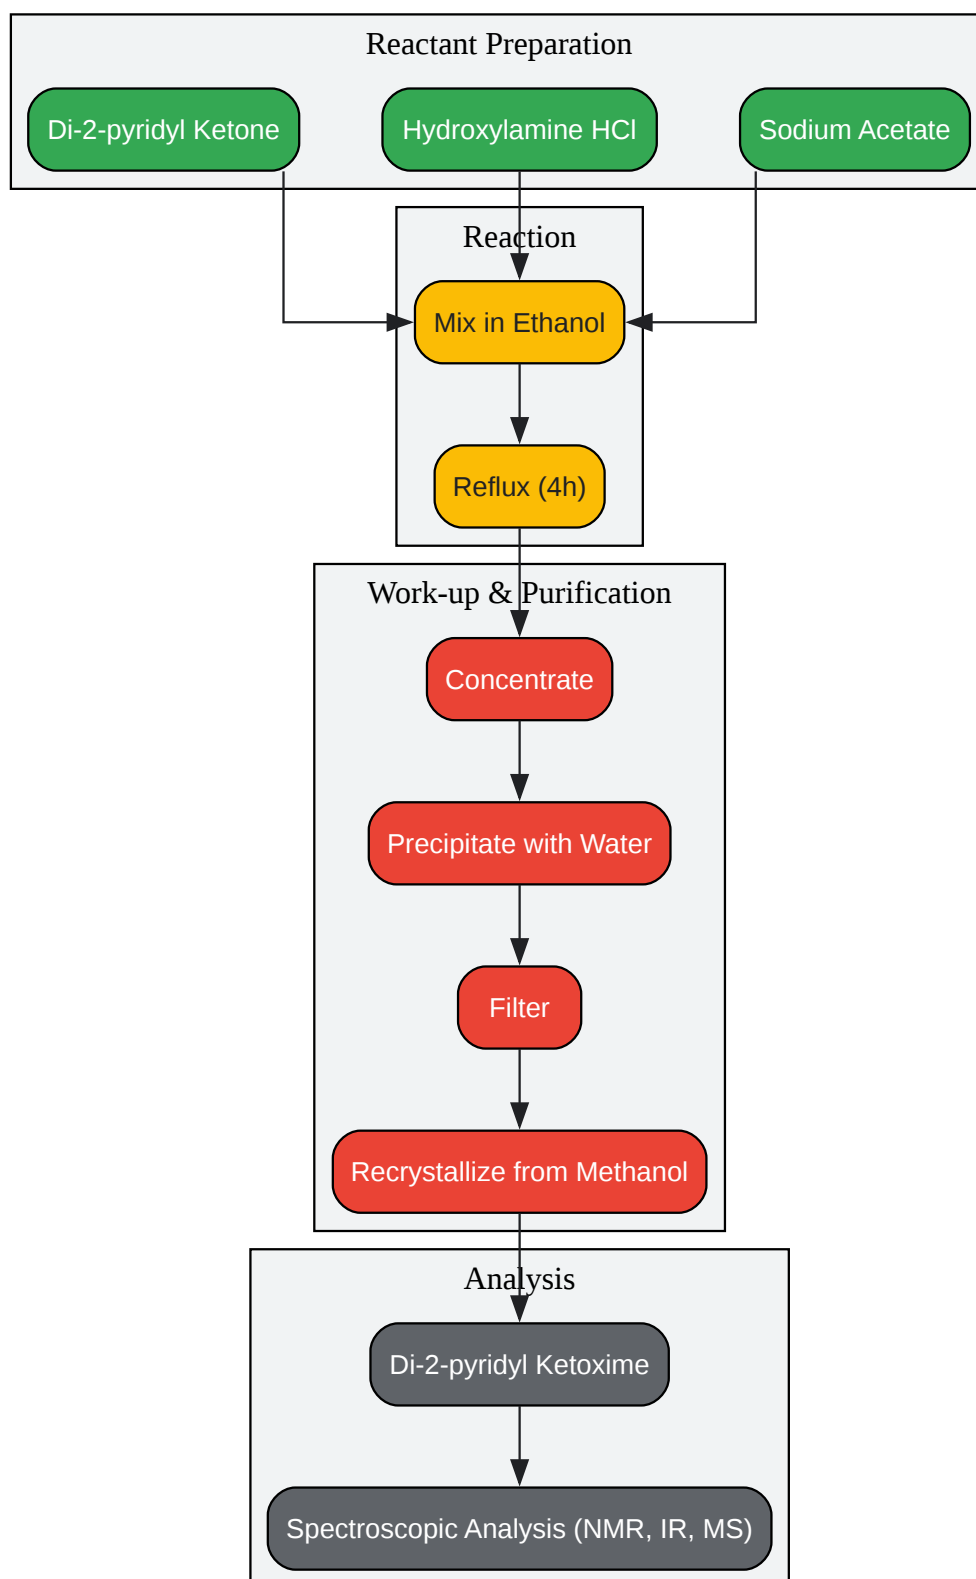 Reactant Preparation
Di-2-pyridyl Ketone
Hydroxylamine HCl
Sodium Acetate
Reaction
Mix in Ethanol
Reflux (4h)
Work-up & Purification
Concentrate
Precipitate with Water
Filter
Recrystallize from Methanol
Analysis
Di-2-pyridyl Ketoxime
Spectroscopic Analysis (NMR, IR, MS)